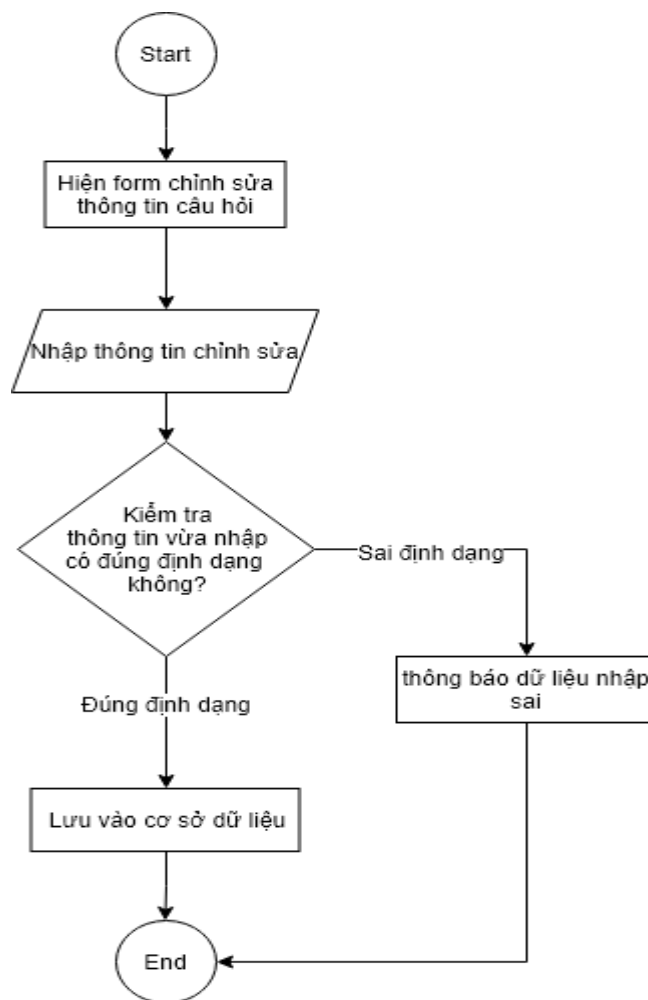 Start
Hiện form chỉnh sửa
thông tin câu hỏi
Nhập thông tin chỉnh sửa
Kiểm tra
thông tin vừa nhập
có đúng định dạng
không?
Sai định dạng
thông báo dữ liệu nhập
sai
Đúng định dạng
Lưu vào cơ sở dữ liệu
End